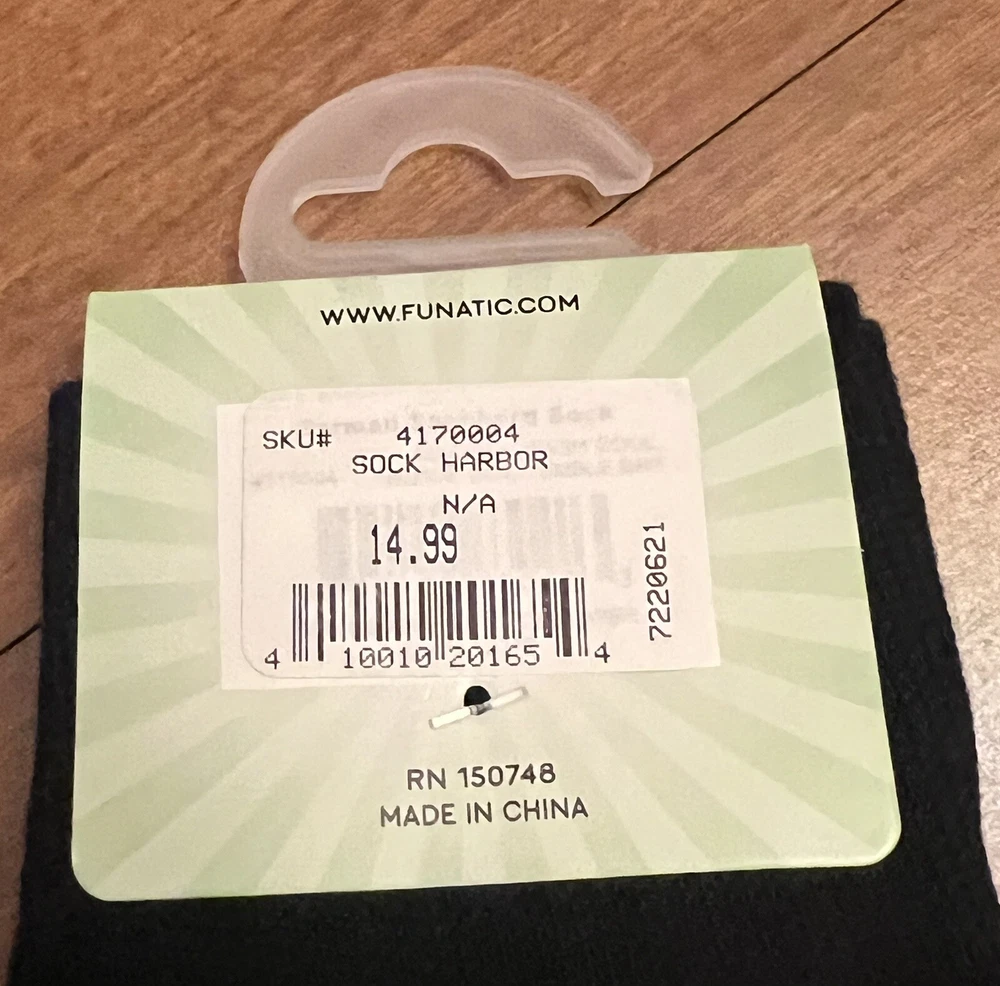 WWW.FUNATIC.COM
SKU# 4170004
SOCK HARBOR
N/A
14.99
7220621
4 10010 20165 4
RN 150748
MADE IN CHINA